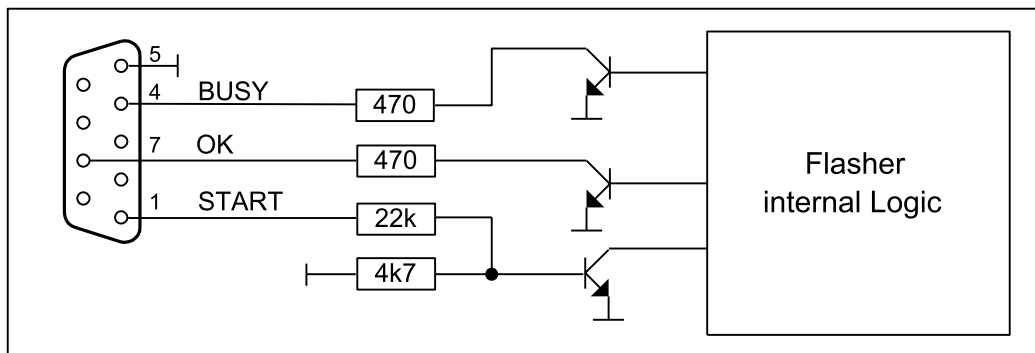 5
4 BUSY 470
7 OK 470
1 START 22k
4k7
Flasher
internal Logic